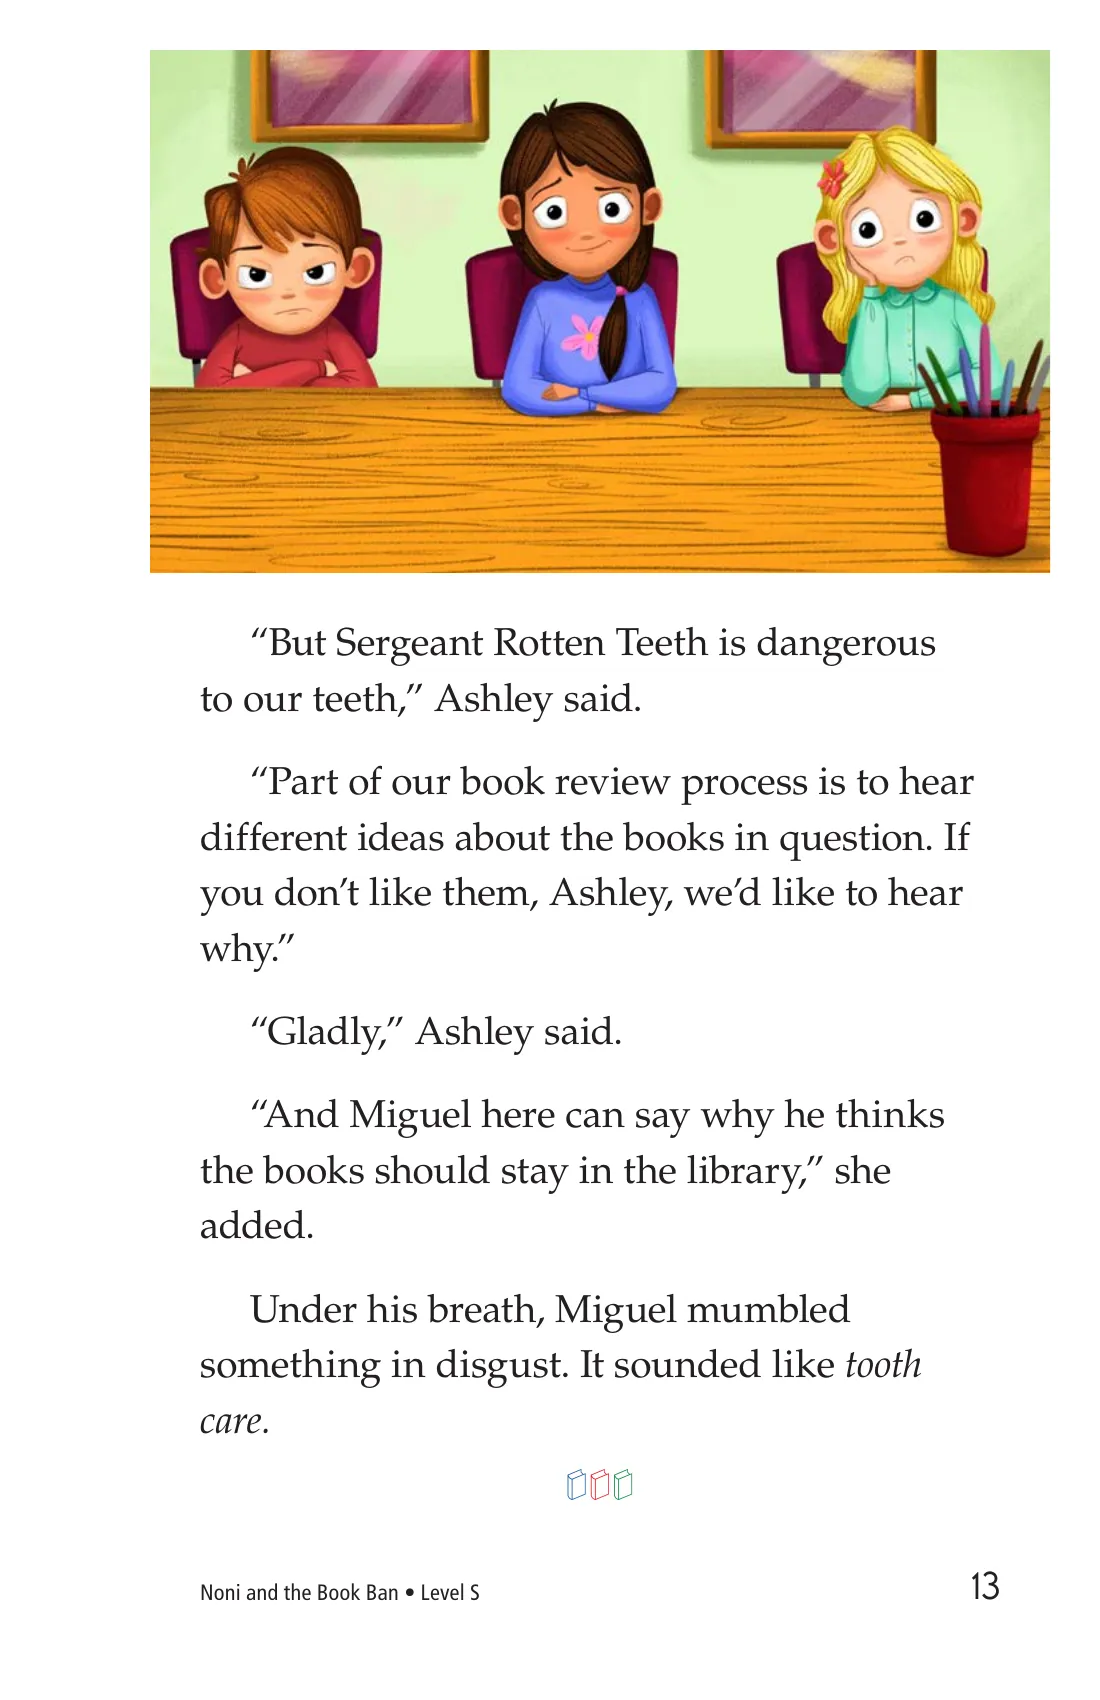 “But Sergeant Rotten Teeth is dangerous
to our teeth,” Ashley said.
“Part of our book review process is to hear
different ideas about the books in question. If
you don’t like them, Ashley, we’d like to hear
why.”
“Gladly,” Ashley said.
“And Miguel here can say why he thinks
the books should stay in the library,” she
added.
Under his breath, Miguel mumbled
something in disgust. It sounded like tooth
care.
Noni and the Book Ban • Level S
13